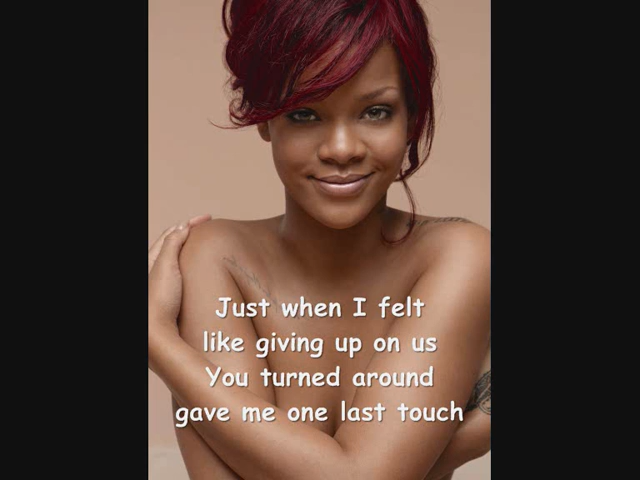 Just when I felt
like giving up on us
You turned around
gave me one last touch